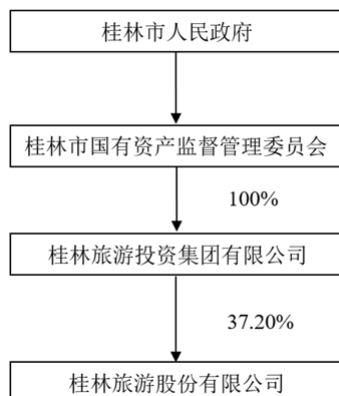 桂林市人民政府
桂林市国有资产监督管理委员会
100%
桂林旅游投资集团有限公司
37.20%
桂林旅游股份有限公司